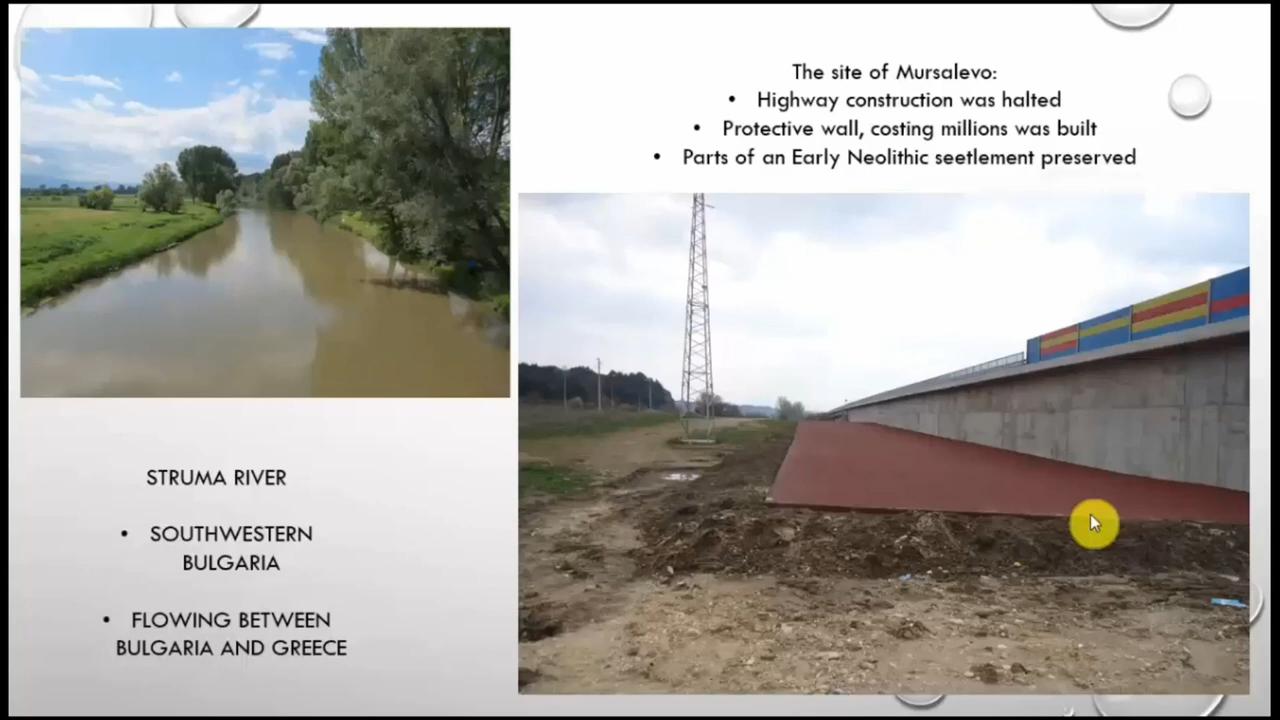 The site of Mursalevo:
• Highway construction was halted
• Protective wall, costing millions was built
• Parts of an Early Neolithic seetlement preserved
STRUMA RIVER
• SOUTHWESTERN
BULGARIA
• FLOWING BETWEEN
BULGARIA AND GREECE